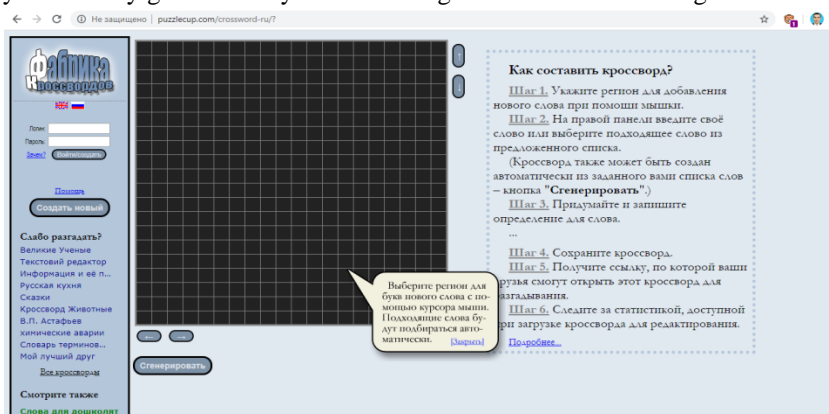 Не защищено | puzzlecup.com/crossword-ru/?
Фабрика
Кроссвордов
Логин:
Пароль:
Зачем? Войти/создать
Помощь
Создать новый
Слабо разгадать?
Великие Ученые
Текстовий редактор
Информация и её п...
Русская кухня
Сказки
Кроссворд Животные
В.П. Астафьев
химические аварии
Словарь терминов...
Мой лучший друг
Все кроссворды
Смотрите также
Слова для дошколят
Сгенерировать
Выберите регион для
букв нового слова с по-
мощью курсора мыши.
Подходящие слова бу-
дут подбираться авто-
матически. [Закрыть]
Как составить кроссворд?
Шаг 1. Укажите регион для добавления
нового слова при помощи мышки.
Шаг 2. На правой панели введите своё
слово или выберите подходящее слово из
предложенного списка.
(Кроссворд также может быть создан
автоматически из заданного вами списка слов
– кнопка "Сгенерировать".)
Шаг 3. Придумайте и запишите
определение для слова.
...
Шаг 4. Сохраните кроссворд.
Шаг 5. Получите ссылку, по которой ваши
друзья смогут открыть этот кроссворд для
разгадывания.
Шаг 6. Следите за статистикой, доступной
при загрузке кроссворда для редактирования.
Подробнее...